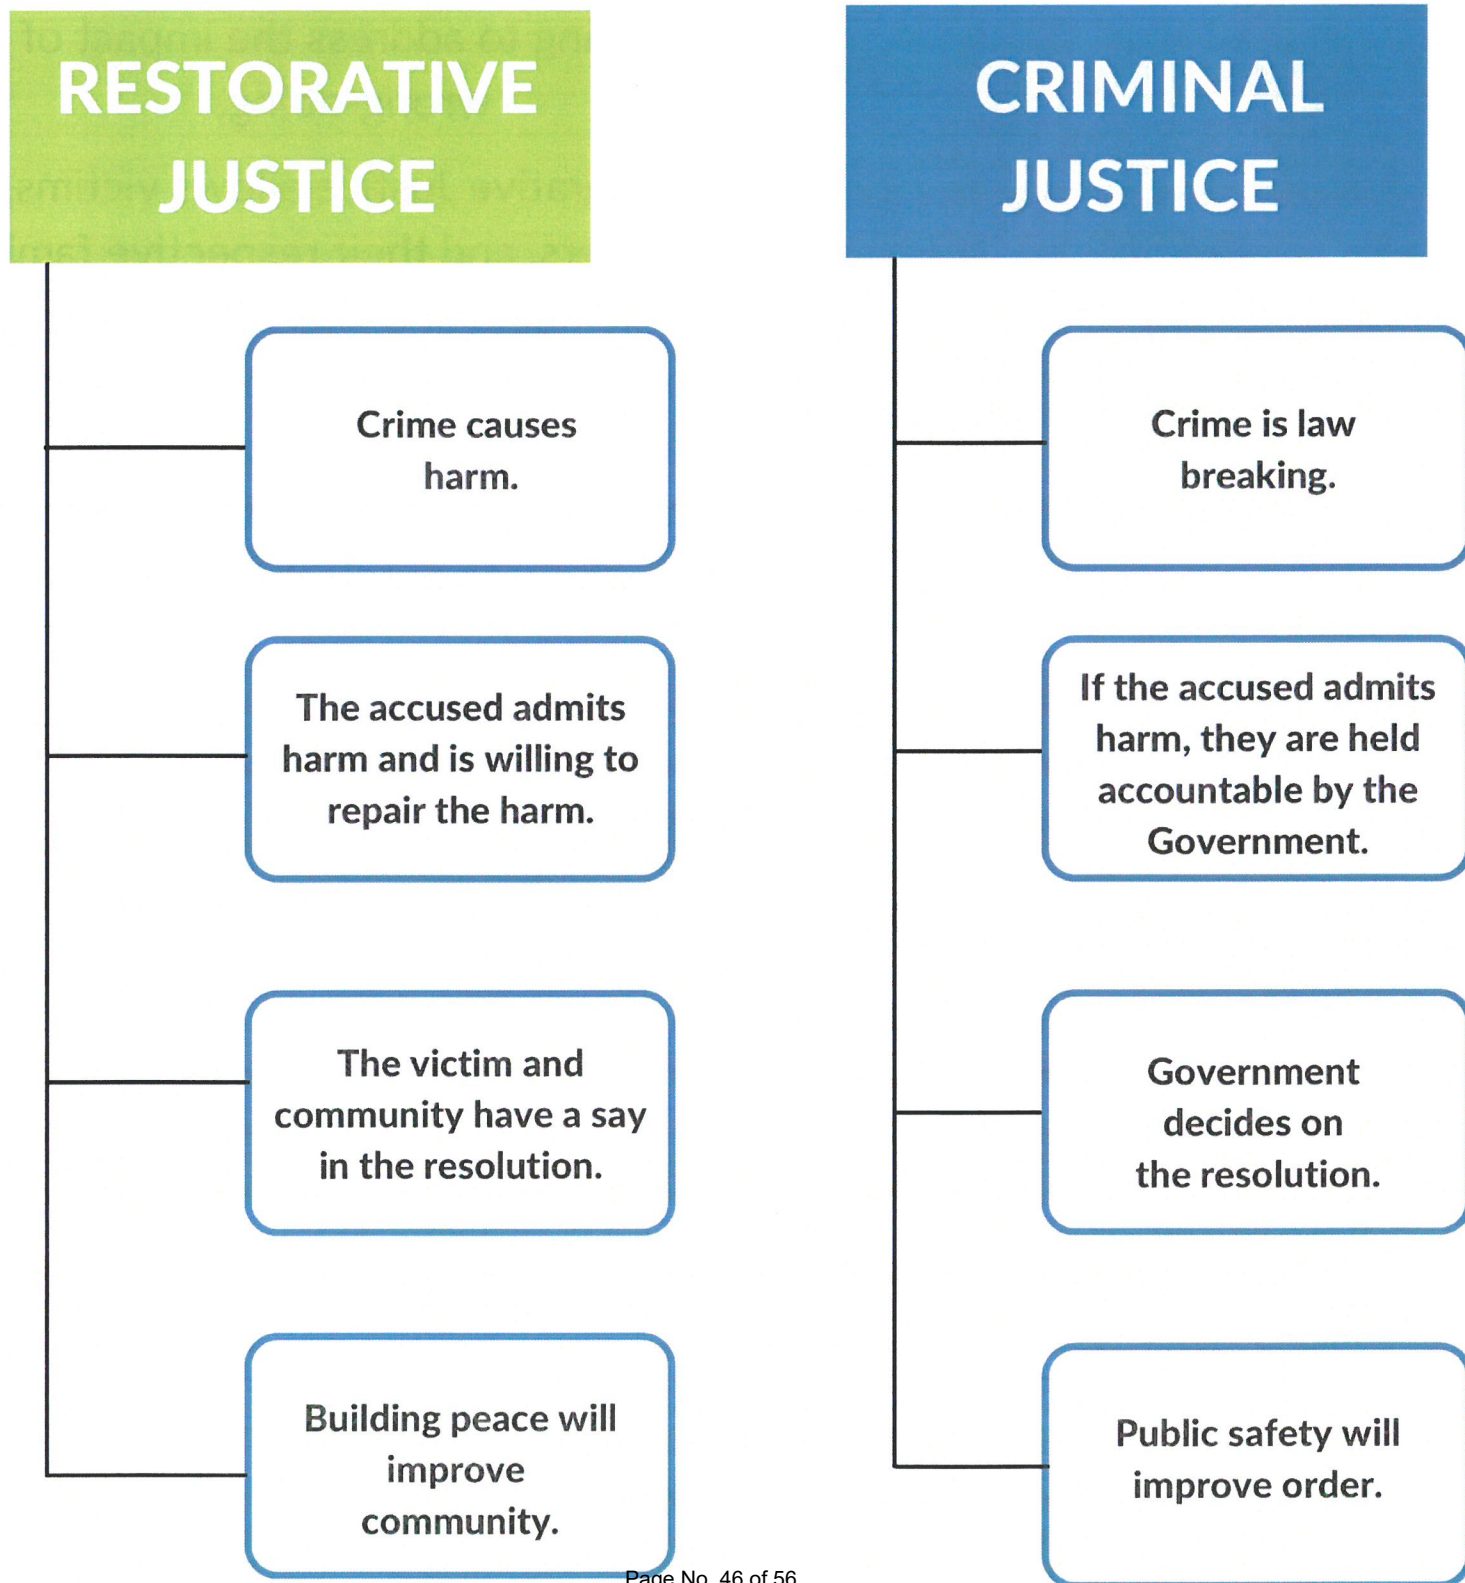 RESTORATIVE
JUSTICE
Crime causes
harm.
The accused admits
harm and is willing to
repair the harm.
The victim and
community have a say
in the resolution.
Building peace will
improve
community.
CRIMINAL
JUSTICE
Crime is law
breaking.
If the accused admits
harm, they are held
accountable by the
Government.
Government
decides on
the resolution.
Public safety will
improve order.
Page No. 46 of 56